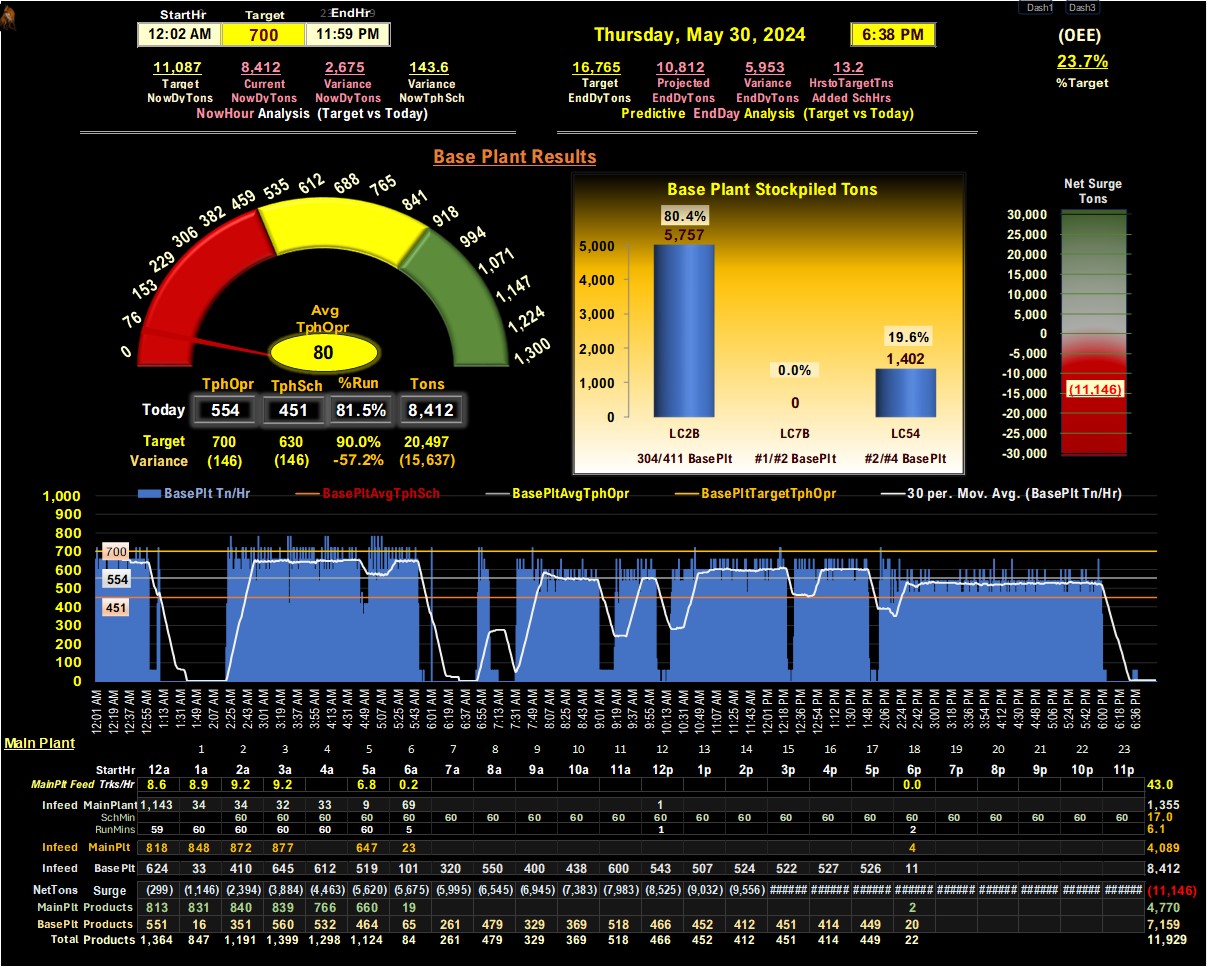 StartHr Target EndHr Dash1 Dash3
12:02 AM 700 11:59 PM Thursday, May 30, 2024 6:38 PM (OEE)
11,087 8,412 2,675 143.6 16,765 10,812 5,953 13.2 23.7%
Target Current Variance Variance Target Projected Variance HrstoTargetTns %Target
NowDyTons NowDyTons NowDyTons NowTphSch EndDyTons EndDyTons EndDyTons Added SchHrs
NowHour Analysis (Target vs Today) Predictive EndDay Analysis (Target vs Today)
Base Plant Results
0 76 153 229 306 382 459 535 612 688 765 841 918 994 1,071 1,147 1,224 1,300
Avg
TphOpr
80
TphOpr TphSch %Run Tons
Today 554 451 81.5% 8,412
Target 700 630 90.0% 20,497
Variance (146) (146) -57.2% (15,637)
Base Plant Stockpiled Tons
80.4%
5,757
5,000
4,000
3,000
2,000
1,000
0
0.0%
0
19.6%
1,402
LC2B LC7B LC54
304/411 BasePlt #1/#2 BasePlt #2/#4 BasePlt
Net Surge
Tons
30,000
25,000
20,000
15,000
10,000
5,000
0
-5,000
-10,000
-15,000
-20,000
-25,000
-30,000
(11,146)
BasePlt Tn/Hr BasePltAvgTphSch BasePltAvgTphOpr BasePltTargetTphOpr 30 per. Mov. Avg. (BasePlt Tn/Hr)
1,000
900
800
700
600
500
400
300
200
100
0
700
554
451
12:01 AM 12:19 AM 12:37 AM 12:55 AM 1:13 AM 1:31 AM 1:49 AM 2:07 AM 2:25 AM 2:43 AM 3:01 AM 3:19 AM 3:37 AM 3:55 AM 4:13 AM 4:31 AM 4:49 AM 5:07 AM 5:25 AM 5:43 AM 6:01 AM 6:19 AM 6:37 AM 6:55 AM 7:13 AM 7:31 AM 7:49 AM 8:07 AM 8:25 AM 8:43 AM 9:01 AM 9:19 AM 9:37 AM 9:55 AM 10:13 AM 10:31 AM 10:49 AM 11:07 AM 11:25 AM 11:43 AM 12:01 PM 12:18 PM 12:36 PM 12:54 PM 1:12 PM 1:30 PM 1:48 PM 2:06 PM 2:24 PM 2:42 PM 3:00 PM 3:18 PM 3:36 PM 3:54 PM 4:12 PM 4:30 PM 4:48 PM 5:06 PM 5:24 PM 5:42 PM 6:00 PM 6:18 PM 6:36 PM
Main Plant
1 2 3 4 5 6 7 8 9 10 11 12 13 14 15 16 17 18 19 20 21 22 23
StartHr 12a 1a 2a 3a 4a 5a 6a 7a 8a 9a 10a 11a 12p 1p 2p 3p 4p 5p 6p 7p 8p 9p 10p 11p
MainPlt Feed Trks/Hr 8.6 8.9 9.2 9.2 6.8 0.2 0.0 43.0
Infeed MainPlant 1,143 34 34 32 33 9 69 1 1,355
SchMin 60 60 60 60 60 60 60 60 60 60 60 60 60 60 60 60 60 60 60 60 60 60 17.0
RunMins 59 60 60 60 60 60 5 1 2 6.1
Infeed MainPlt 818 848 872 877 647 23 4 4,089
Infeed BasePlt 624 33 410 645 612 519 101 320 550 400 438 600 543 507 524 522 527 526 11 8,412
NetTons Surge (299) (1,146) (2,394) (3,884) (4,463) (5,620) (5,675) (5,995) (6,545) (6,945) (7,383) (7,983) (8,525) (9,032) (9,556) ###### ###### ###### ###### ###### ###### ###### ###### ###### (11,146)
MainPlt Products 813 831 840 839 766 660 19 2 4,770
BasePlt Products 551 16 351 560 532 464 65 261 479 329 369 518 466 452 412 451 414 449 20 7,159
Total Products 1,364 847 1,191 1,399 1,298 1,124 84 261 479 329 369 518 466 452 412 451 414 449 22 11,929